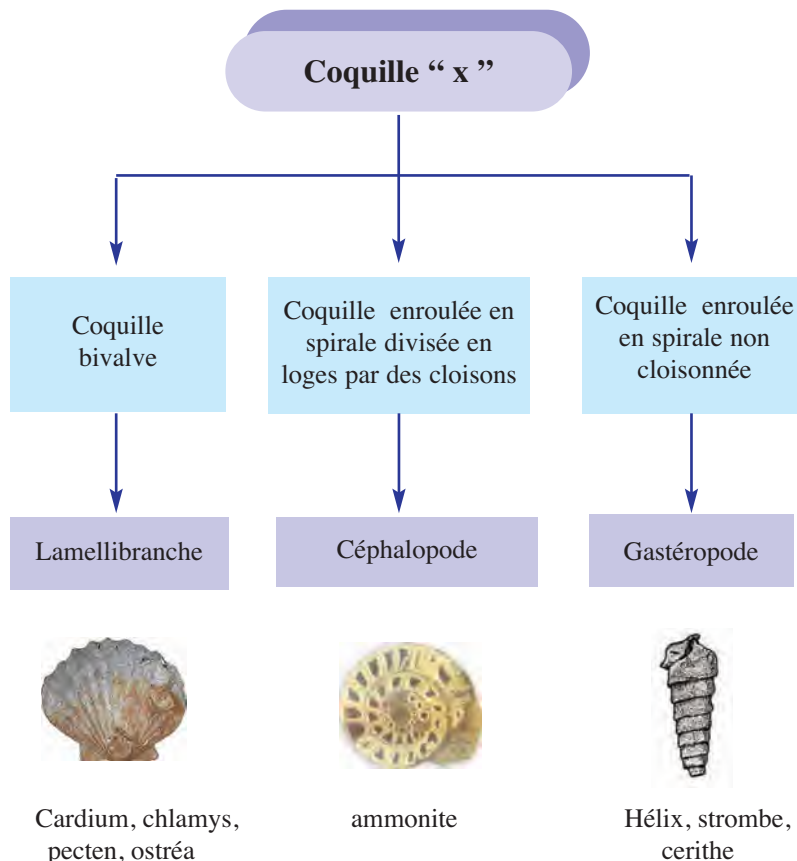 Coquille “ x ”
Coquille
bivalve
Coquille enroulée en
spirale divisée en
loges par des cloisons
Coquille enroulée
en spirale non
cloisonnée
Lamellibranche
Céphalopode
Gastéropode
Cardium, chlamys,
pecten, ostréa
ammonite
Hélix, strombe,
cerithe